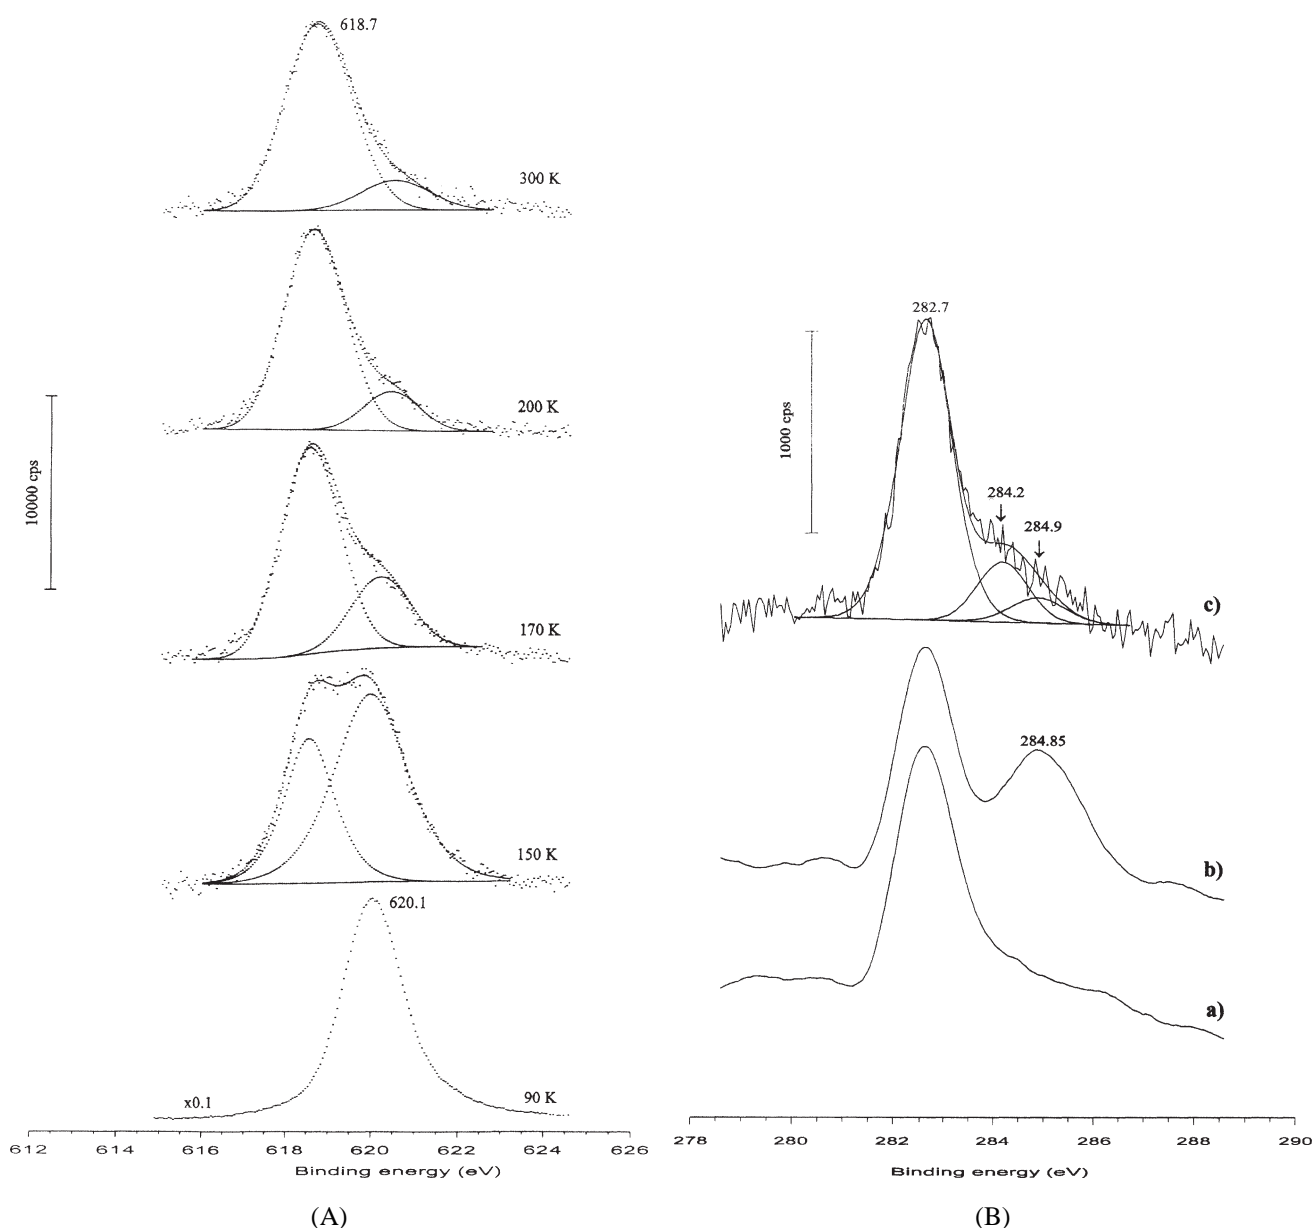 618.7
300 K
200 K
10000 cps
170 K
150 K
620.1
x0.1
90 K
612 614 616 618 620 622 624 626
Binding energy (eV)
(A)
282.7
1000 cps
284.2
284.9
c)
284.85
b)
a)
278 280 282 284 286 288 290
Binding energy (eV)
(B)